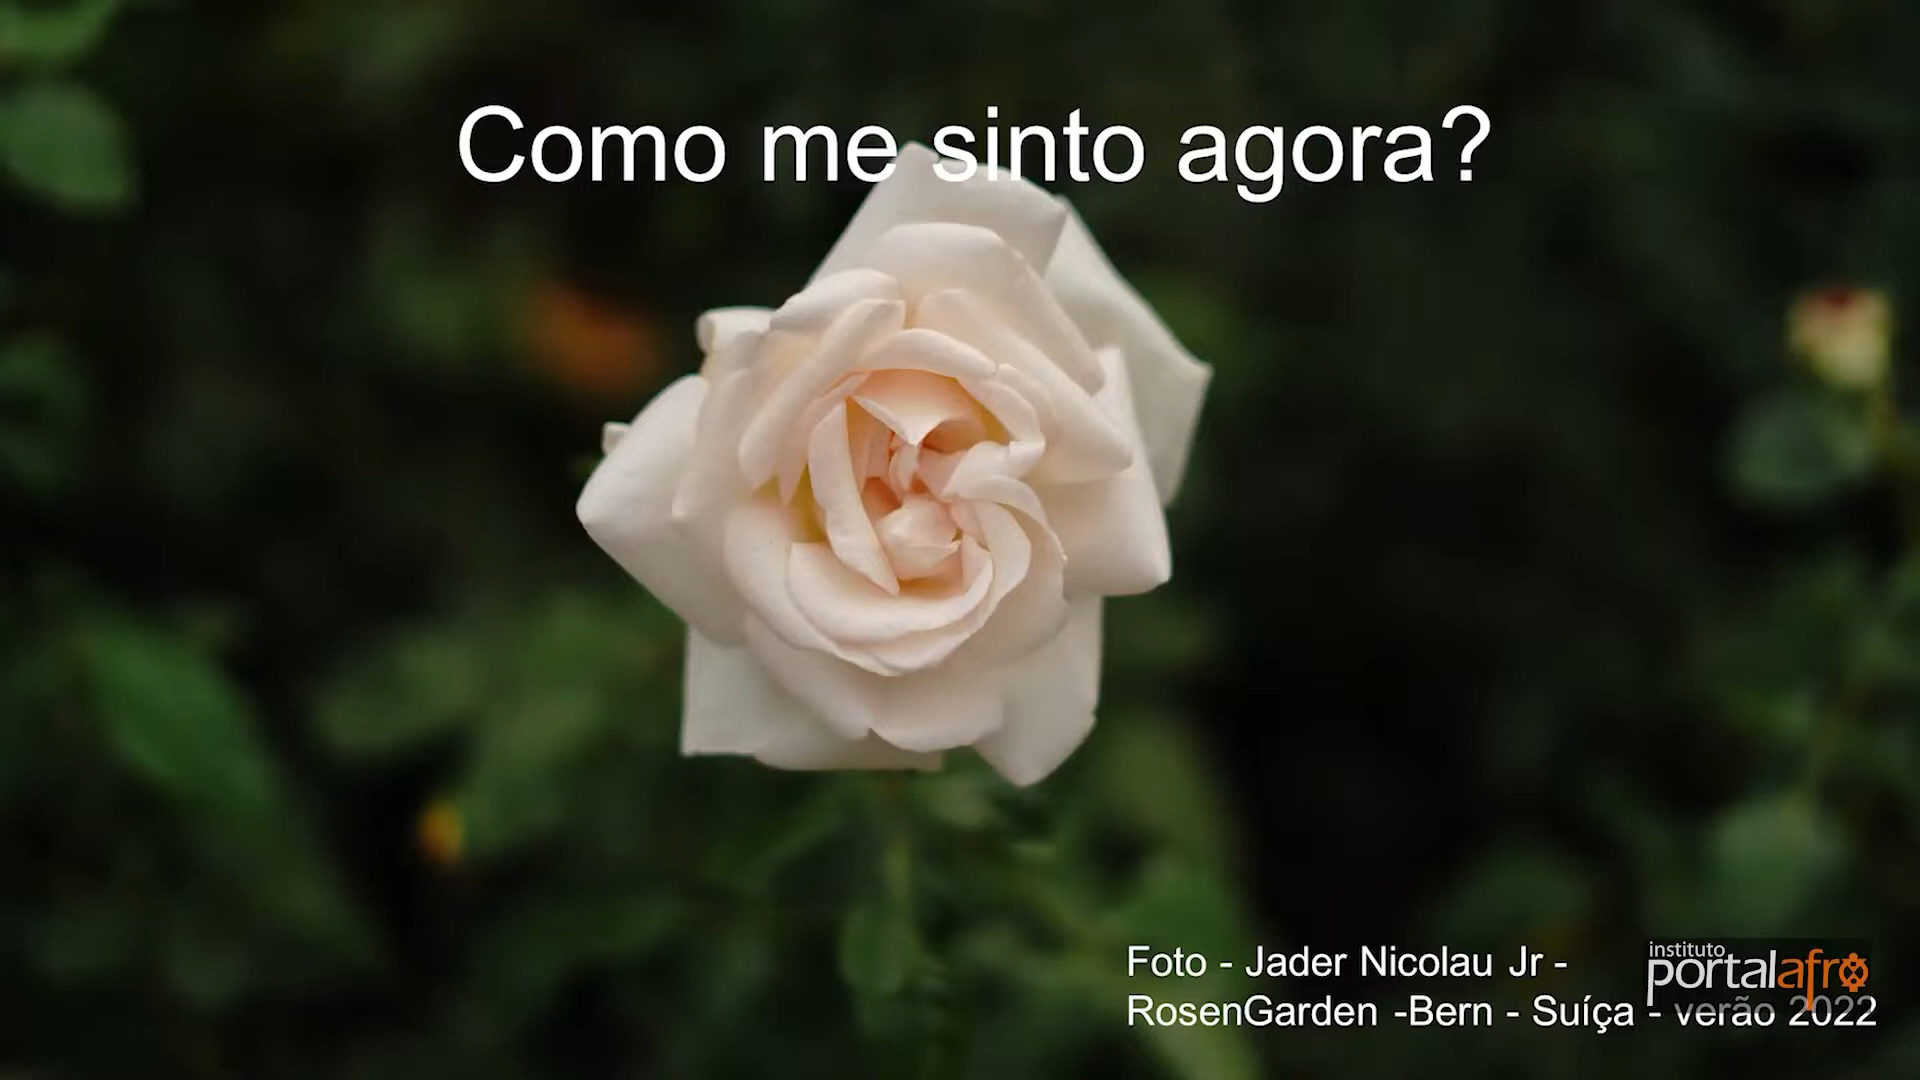 Como me sinto agora?
Foto - Jader Nicolau Jr -
RosenGarden -Bern - Suíça - verão 2022
instituto
portalafro